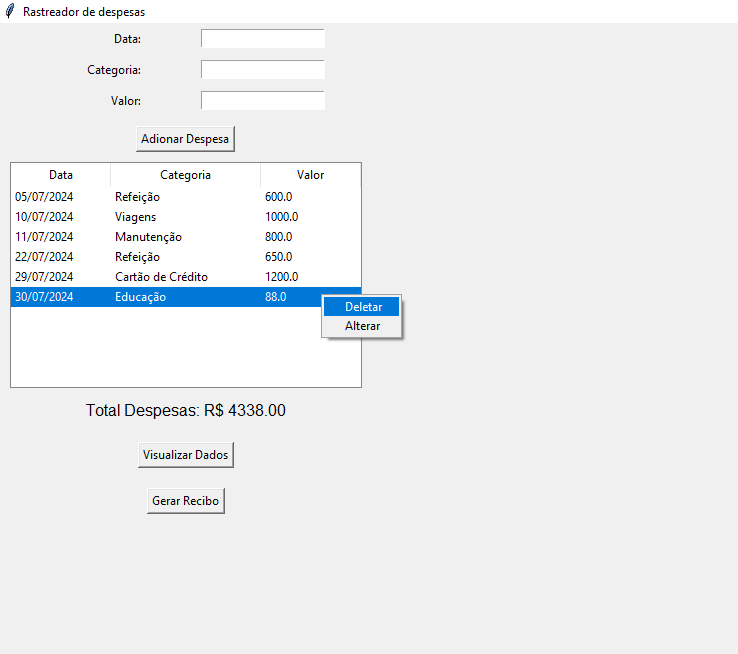 Rastreador de despesas
Data:
Categoria:
Valor:
Adionar Despesa
Data Categoria Valor
05/07/2024 Refeição 600.0
10/07/2024 Viagens 1000.0
11/07/2024 Manutenção 800.0
22/07/2024 Refeição 650.0
29/07/2024 Cartão de Crédito 1200.0
30/07/2024 Educação 88.0
Deletar
Alterar
Total Despesas: R$ 4338.00
Visualizar Dados
Gerar Recibo